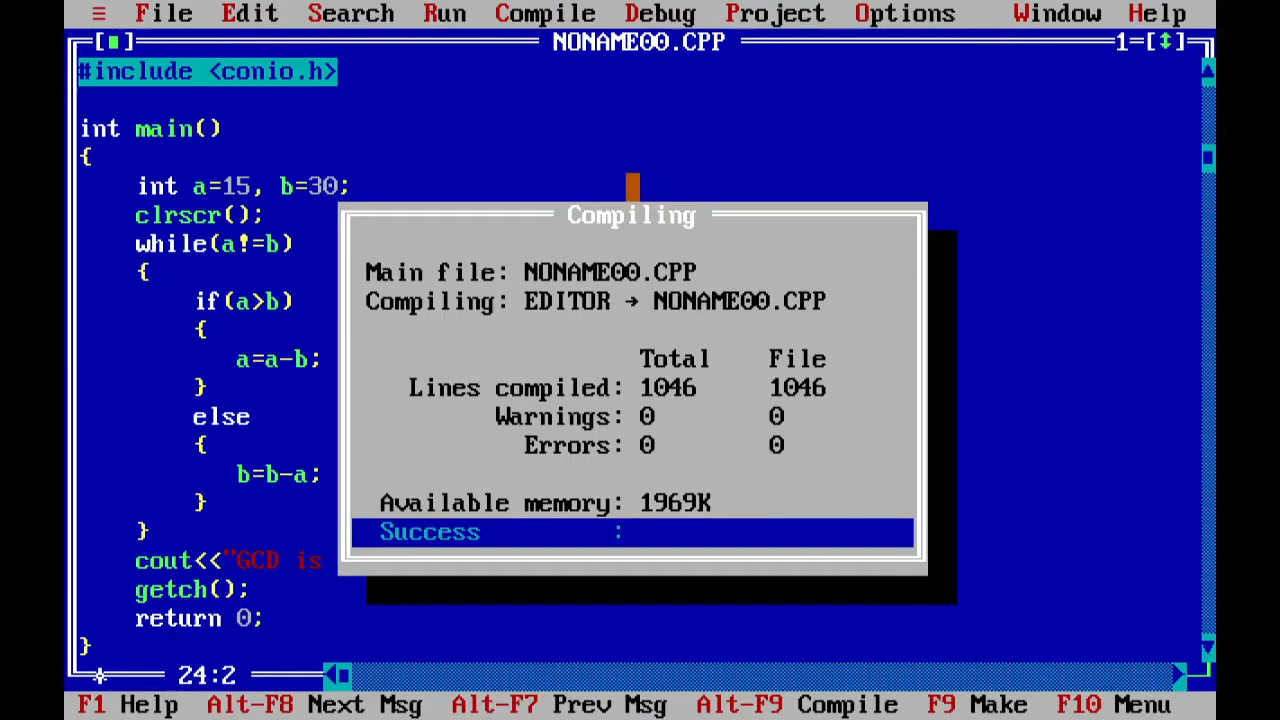 ≡ File Edit Search Run Compile Debug Project Options Window Help
[■] NONAME00.CPP 1=[↕]
#include <conio.h>
int main()
{
int a=15, b=30;
clrscr();
while(a!=b)
{
if(a>b)
{
a=a-b;
}
else
{
b=b-a;
}
}
cout<<"GCD is
getch();
return 0;
}
Compiling
Main file: NONAME00.CPP
Compiling: EDITOR → NONAME00.CPP
Total File
Lines compiled: 1046 1046
Warnings: 0 0
Errors: 0 0
Available memory: 1969K
Success :
24:2
F1 Help Alt-F8 Next Msg Alt-F7 Prev Msg Alt-F9 Compile F9 Make F10 Menu